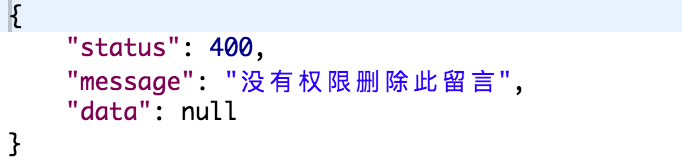 {
    "status": 400,
    "message": "没有权限删除此留言",
    "data": null
}